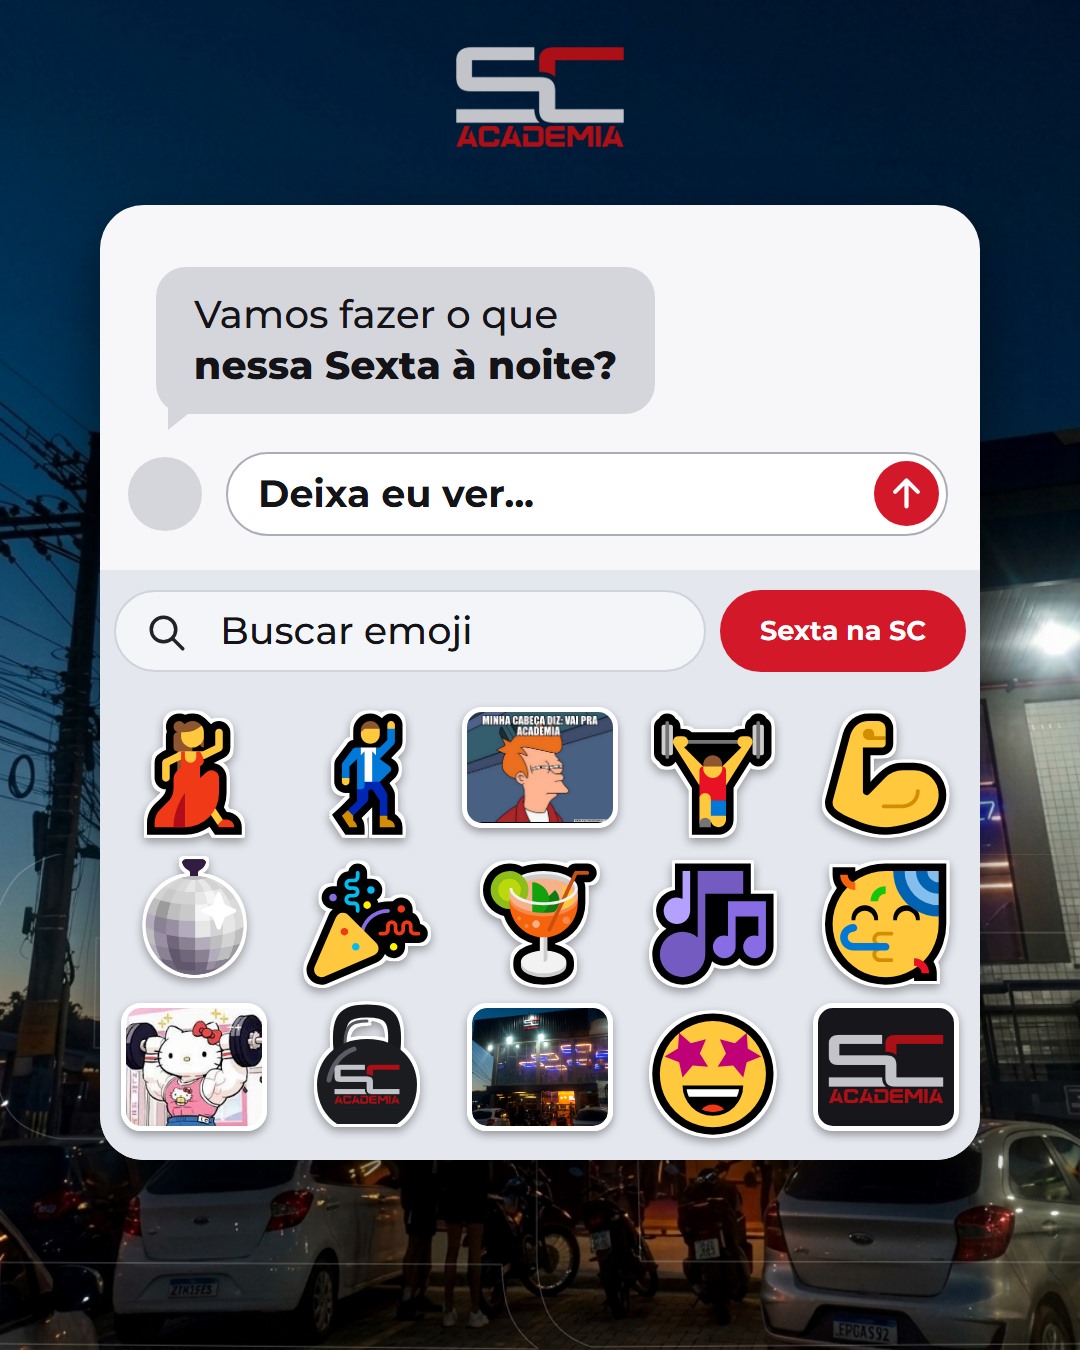 SC
ACADEMIA
Vamos fazer o que
nessa Sexta à noite?
Deixa eu ver...
Buscar emoji
Sexta na SC
MINHA CABEÇA DIZ: VAI PRA
ACADEMIA
SC
ACADEMIA
SC
ACADEMIA